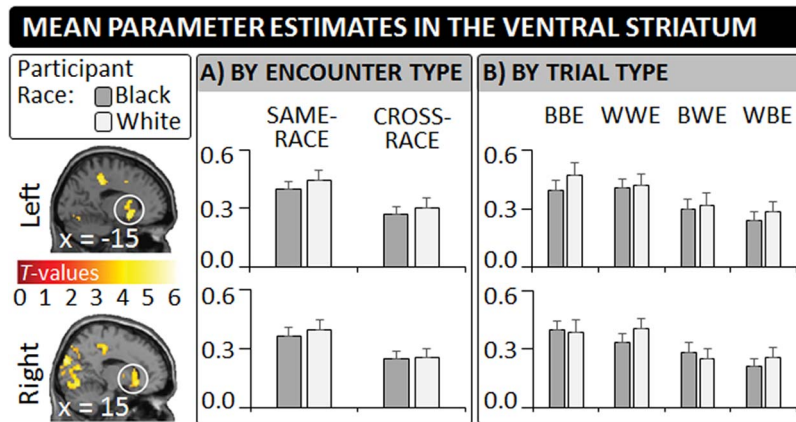 MEAN PARAMETER ESTIMATES IN THE VENTRAL STRIATUM
Participant
Race: Black
White
A) BY ENCOUNTER TYPE
B) BY TRIAL TYPE
SAME-
RACE
CROSS-
RACE
BBE WWE BWE WBE
Left
x = -15
0.6
0.3
0.0
0.6
0.3
0.0
T-values
0 1 2 3 4 5 6
Right
x = 15
0.6
0.3
0.0
0.6
0.3
0.0